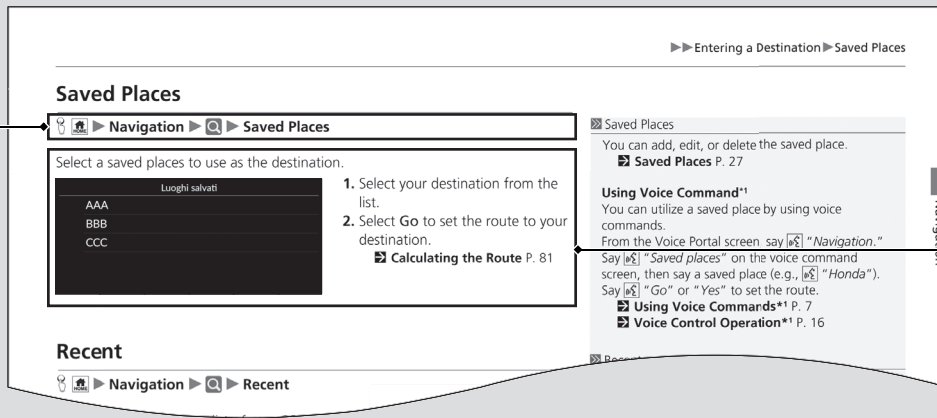 ▶▶Entering a Destination▶Saved Places
Saved Places
HOME ▶ Navigation ▶ ▶ Saved Places
Select a saved places to use as the destination.
Luoghi salvati
AAA
BBB
CCC
1. Select your destination from the
list.
2. Select Go to set the route to your
destination.
Calculating the Route P. 81
Recent
HOME ▶ Navigation ▶ ▶ Recent
Saved Places
You can add, edit, or delete the saved place.
Saved Places P. 27
Using Voice Command*1
You can utilize a saved place by using voice
commands.
From the Voice Portal screen, say "Navigation."
Say "Saved places" on the voice command
screen, then say a saved place (e.g., "Honda").
Say "Go" or "Yes" to set the route.
Using Voice Commands*1 P. 7
Voice Control Operation*1 P. 16